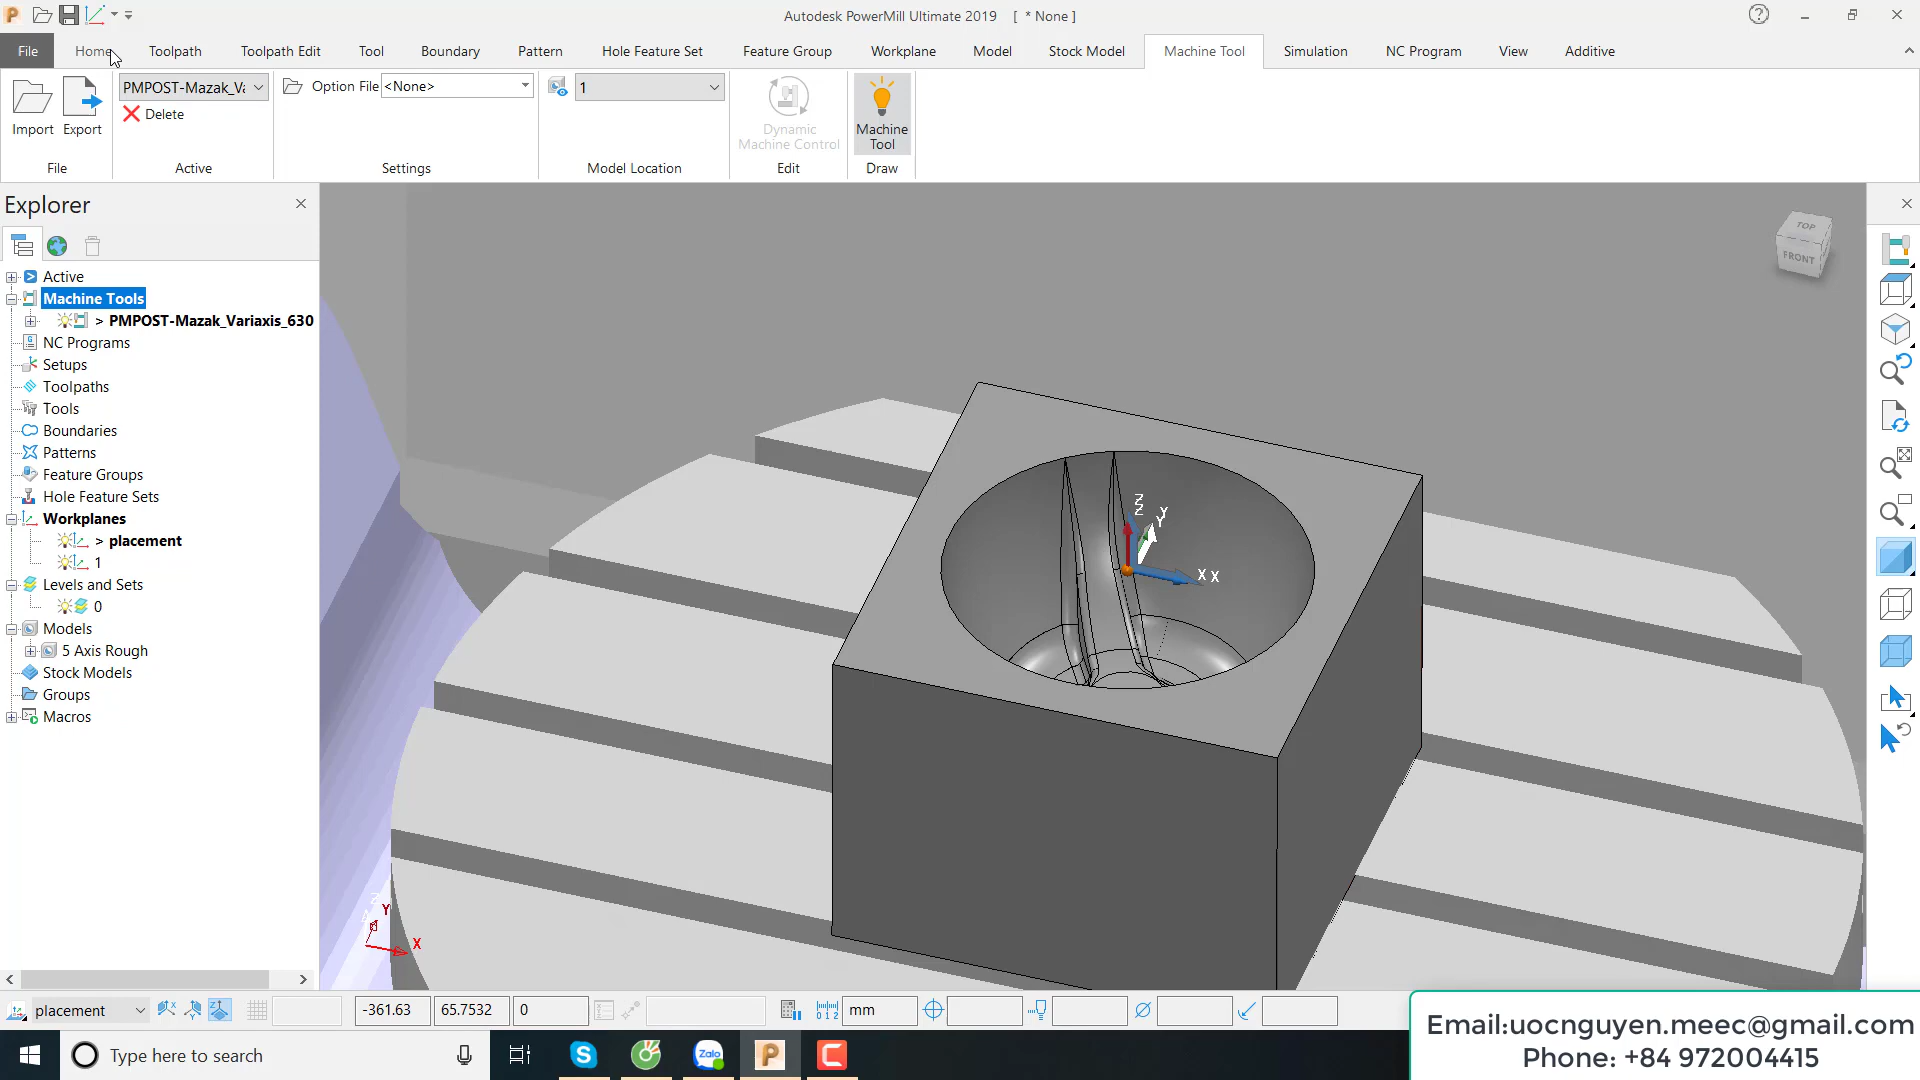 Autodesk PowerMill Ultimate 2019 [ * None ]
File
Home
Toolpath
Toolpath Edit
Tool
Boundary
Pattern
Hole Feature Set
Feature Group
Workplane
Model
Stock Model
Machine Tool
Simulation
NC Program
View
Additive
Import
Export
File
PMPOST-Mazak_Va
Delete
Active
Option File
<None>
Settings
1
Model Location
Dynamic
Machine Control
Edit
Machine
Tool
Draw
Explorer
Active
Machine Tools
> PMPOST-Mazak_Variaxis_630
NC Programs
Setups
Toolpaths
Tools
Boundaries
Patterns
Feature Groups
Hole Feature Sets
Workplanes
> placement
1
Levels and Sets
0
Models
5 Axis Rough
Stock Models
Groups
Macros
TOP
FRONT
Z
Z
Y
Y
X X
Z
Y
X
placement
-361.63
65.7532
0
mm
Type here to search
Zalo
Email:uocnguyen.meec@gmail.com
Phone: +84 972004415